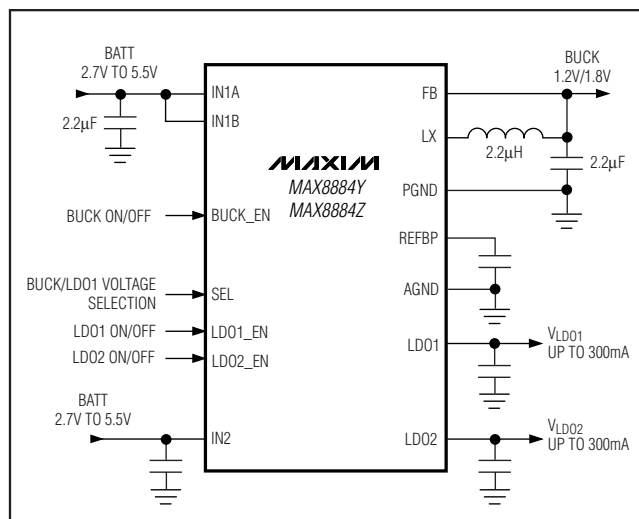 BATT
2.7V TO 5.5V
2.2μF
IN1A
IN1B
BUCK ON/OFF
BUCK_EN
BUCK/LDO1 VOLTAGE
SELECTION
SEL
LDO1 ON/OFF
LDO1_EN
LDO2 ON/OFF
LDO2_EN
BATT
2.7V TO 5.5V
IN2
MAXIM
MAX8884Y
MAX8884Z
FB
BUCK
1.2V/1.8V
LX
2.2μH
2.2μF
PGND
REFBP
AGND
LDO1
VLDO1
UP TO 300mA
LDO2
VLDO2
UP TO 300mA